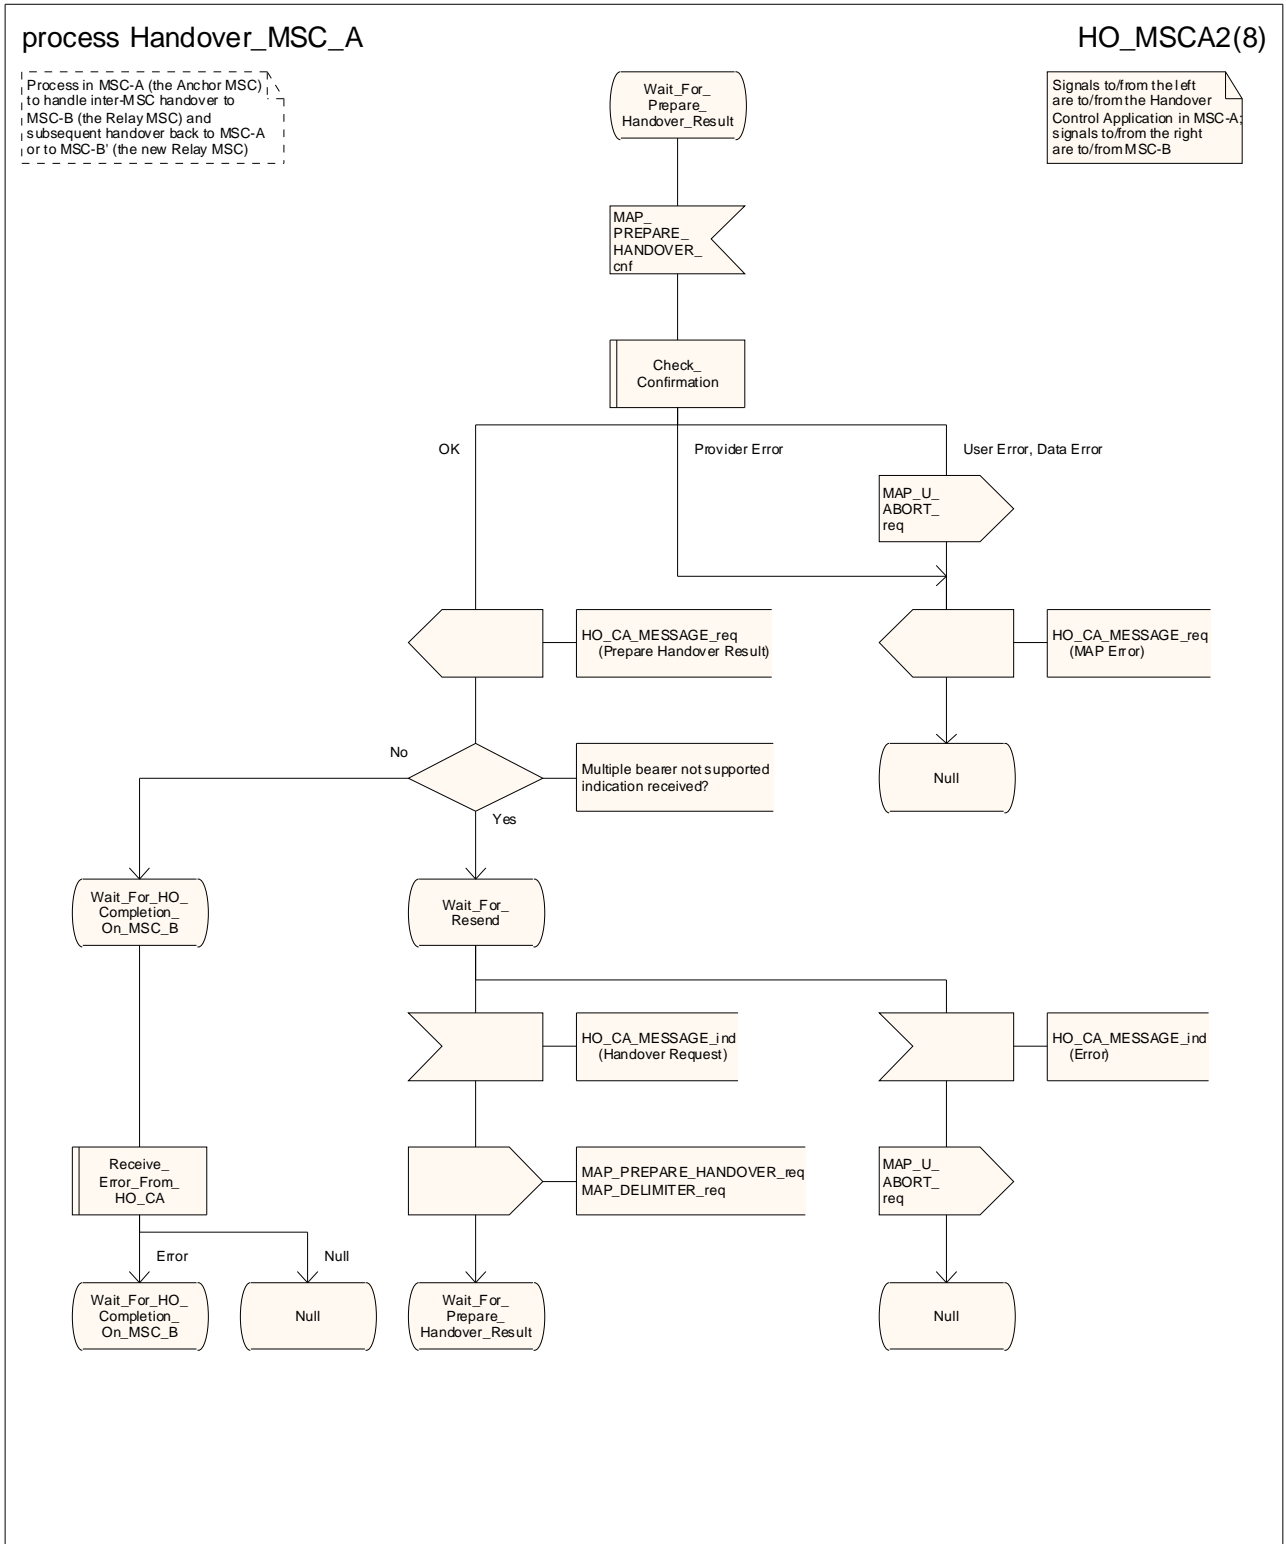 process Handover_MSC_A
HO_MSCA2(8)
Process in MSC-A (the Anchor MSC)
to handle inter-MSC handover to
MSC-B (the Relay MSC) and
subsequent handover back to MSC-A
or to MSC-B' (the new Relay MSC)
Wait_For_
Prepare_
Handover_Result
Signals to/from the left
are to/from the Handover
Control Application in MSC-A;
signals to/from the right
are to/from MSC-B
MAP_
PREPARE_
HANDOVER_
cnf
Check_
Confirmation
OK
Provider Error
User Error, Data Error
MAP_U_
ABORT_
req
HO_CA_MESSAGE_req
(Prepare Handover Result)
HO_CA_MESSAGE_req
(MAP Error)
No
Multiple bearer not supported
indication received?
Null
Yes
Wait_For_HO_
Completion_
On_MSC_B
Wait_For_
Resend
HO_CA_MESSAGE_ind
(Handover Request)
HO_CA_MESSAGE_ind
(Error)
Receive_
Error_From_
HO_CA
MAP_PREPARE_HANDOVER_req
MAP_DELIMITER_req
MAP_U_
ABORT_
req
Error
Null
Wait_For_HO_
Completion_
On_MSC_B
Null
Wait_For_
Prepare_
Handover_Result
Null